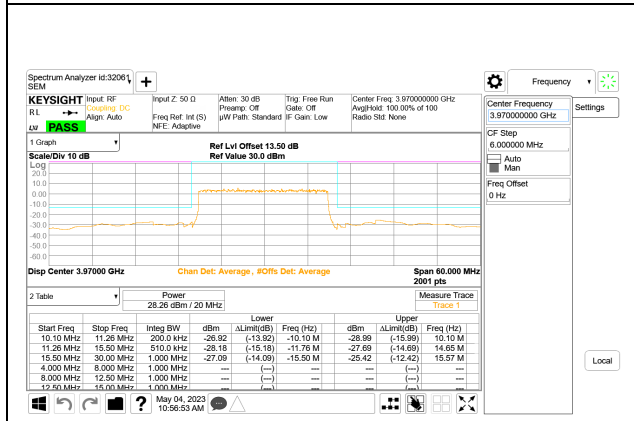 Spectrum Analyzer id:32061
SEM
+
Frequency
KEYSIGHT
RL
LXI
PASS
Input: RF
Coupling: DC
Align: Auto
Input Z: 50 Ω
Freq Ref: Int (S)
NFE: Adaptive
Atten: 30 dB
Preamp: Off
µW Path: Standard
Trig: Free Run
Gate: Off
IF Gain: Low
Center Freq: 3.970000000 GHz
Avg|Hold: 100.00% of 100
Radio Std: None
Center Frequency
3.970000000 GHz
Settings
CF Step
6.000000 MHz
Auto
Man
Freq Offset
0 Hz
Local
1 Graph
Scale/Div 10 dB
Ref Lvl Offset 13.50 dB
Ref Value 30.0 dBm
Log
20.0
10.0
0.00
-10.0
-20.0
-30.0
-40.0
-50.0
-60.0
Disp Center 3.97000 GHz
Chan Det: Average , #Offs Det: Average
Span 60.000 MHz
2001 pts
2 Table
Power
28.26 dBm / 20 MHz
Measure Trace
Trace 1
Lower Upper
Start Freq Stop Freq Integ BW dBm ΔLimit(dB) Freq (Hz) dBm ΔLimit(dB) Freq (Hz)
10.10 MHz 11.26 MHz 200.0 kHz -26.92 (-13.92) -10.10 M -28.99 (-15.99) 10.10 M
11.26 MHz 15.50 MHz 510.0 kHz -28.18 (-15.18) -11.76 M -27.69 (-14.69) 14.65 M
15.50 MHz 30.00 MHz 1.000 MHz -27.09 (-14.09) -15.50 M -25.42 (-12.42) 15.57 M
4.000 MHz 8.000 MHz 1.000 MHz --- (---) --- --- (---) ---
8.000 MHz 12.50 MHz 1.000 MHz --- (---) --- --- (---) ---
12.50 MHz 15.00 MHz 1.000 MHz --- (---) --- --- (---) ---
?
May 04, 2023
10:56:53 AM